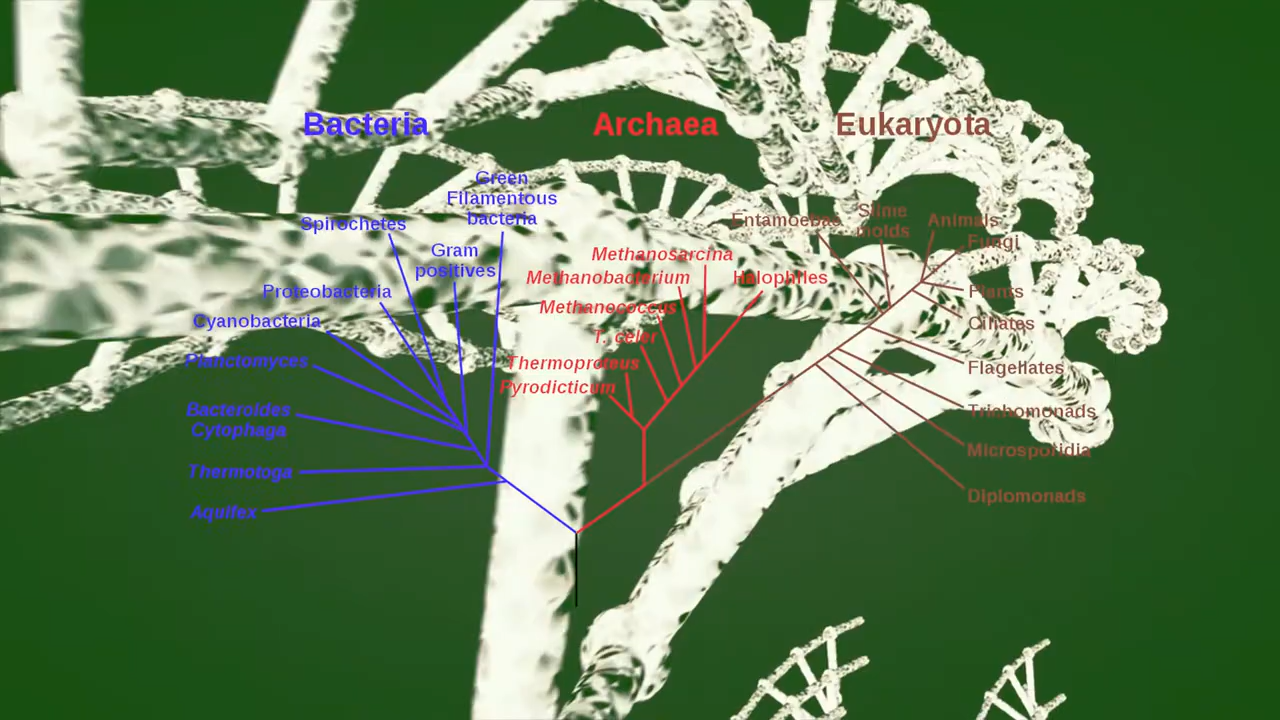 Bacteria
Archaea
Eukaryota
Green
Filamentous
bacteria
Spirochetes
Gram
positives
Proteobacteria
Cyanobacteria
Planctomyces
Bacteroides
Cytophaga
Thermotoga
Aquifex
Methanosarcina
Methanobacterium
Halophiles
Methanococcus
T. celer
Thermoproteus
Pyrodicticum
Entamoebae
Slime
molds
Animals
Fungi
Plants
Ciliates
Flagellates
Trichomonads
Microsporidia
Diplomonads